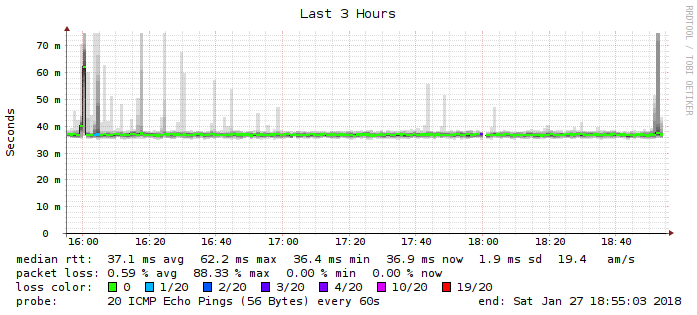 Last 3 Hours
RRDTOOL / TOBI OETIKER
Seconds
70 m
60 m
50 m
40 m
30 m
20 m
10 m
0
16:00 16:20 16:40 17:00 17:20 17:40 18:00 18:20 18:40
median rtt: 37.1 ms avg 62.2 ms max 36.4 ms min 36.9 ms now 1.9 ms sd 19.4 am/s
packet loss: 0.59 % avg 88.33 % max 0.00 % min 0.00 % now
loss color: 0 1/20 2/20 3/20 4/20 10/20 19/20
probe: 20 ICMP Echo Pings (56 Bytes) every 60s end: Sat Jan 27 18:55:03 2018